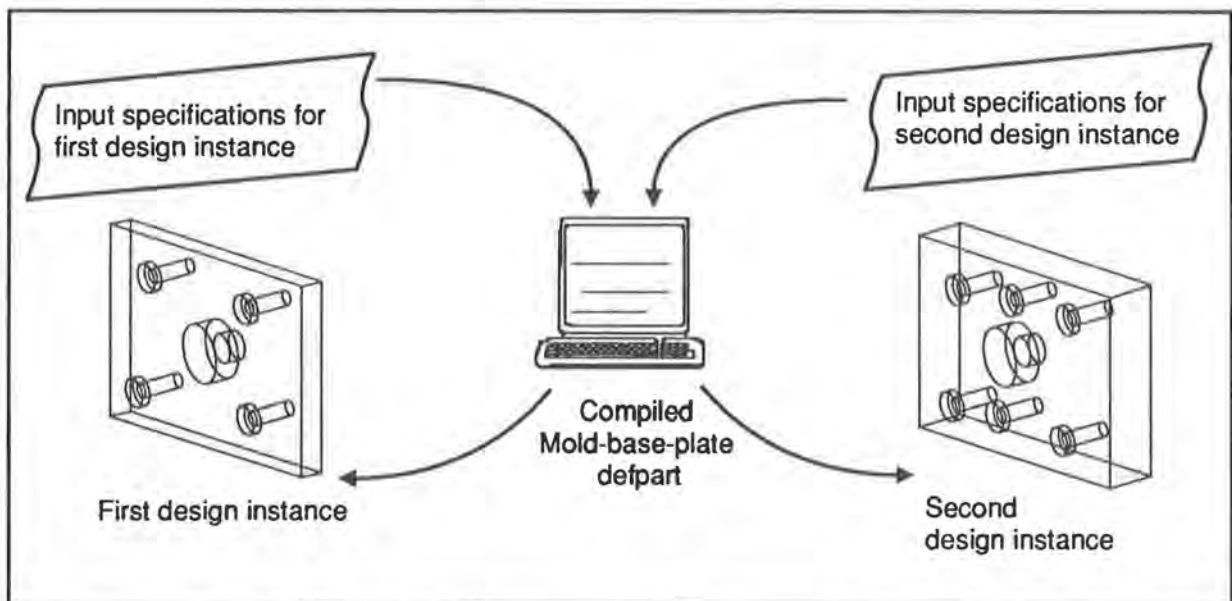 Input specifications for
first design instance
Input specifications for
second design instance
Compiled
Mold-base-plate
defpart
First design instance
Second
design instance